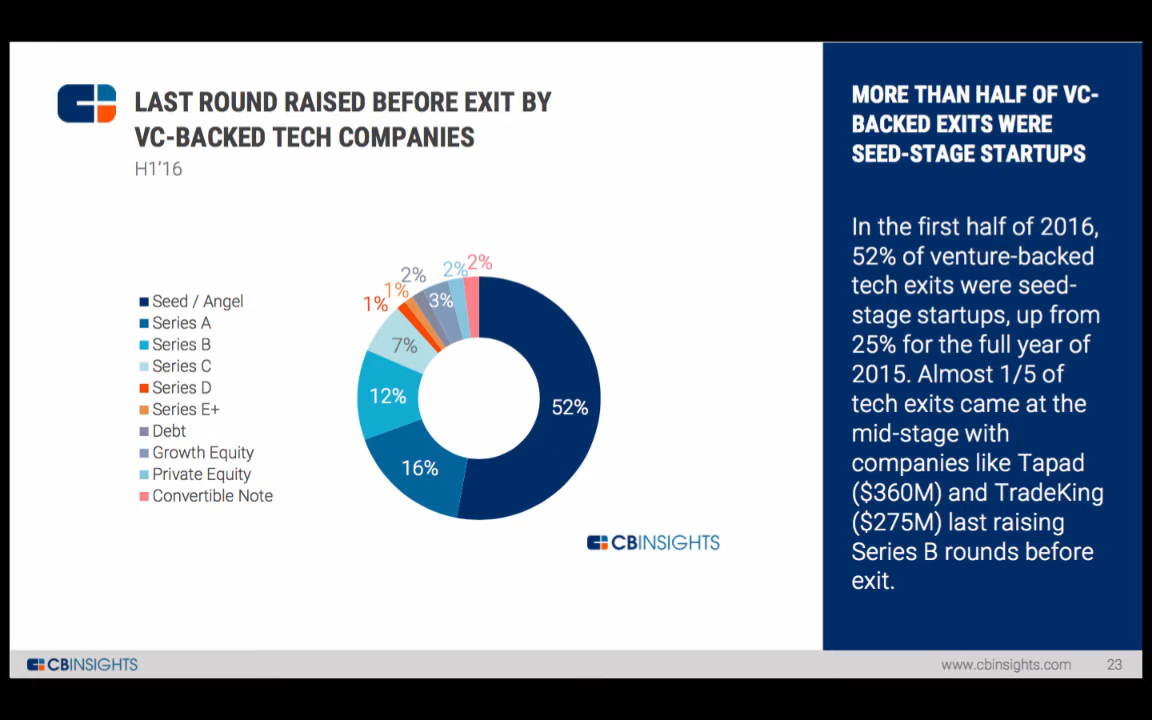 LAST ROUND RAISED BEFORE EXIT BY
VC-BACKED TECH COMPANIES
H1'16
Seed / Angel
Series A
Series B
Series C
Series D
Series E+
Debt
Growth Equity
Private Equity
Convertible Note
52%
16%
12%
7%
1%
1%
2%
3%
2%
2%
CBINSIGHTS
MORE THAN HALF OF VC-
BACKED EXITS WERE
SEED-STAGE STARTUPS
In the first half of 2016,
52% of venture-backed
tech exits were seed-
stage startups, up from
25% for the full year of
2015. Almost 1/5 of
tech exits came at the
mid-stage with
companies like Tapad
($360M) and TradeKing
($275M) last raising
Series B rounds before
exit.
CBINSIGHTS
www.cbinsights.com
23